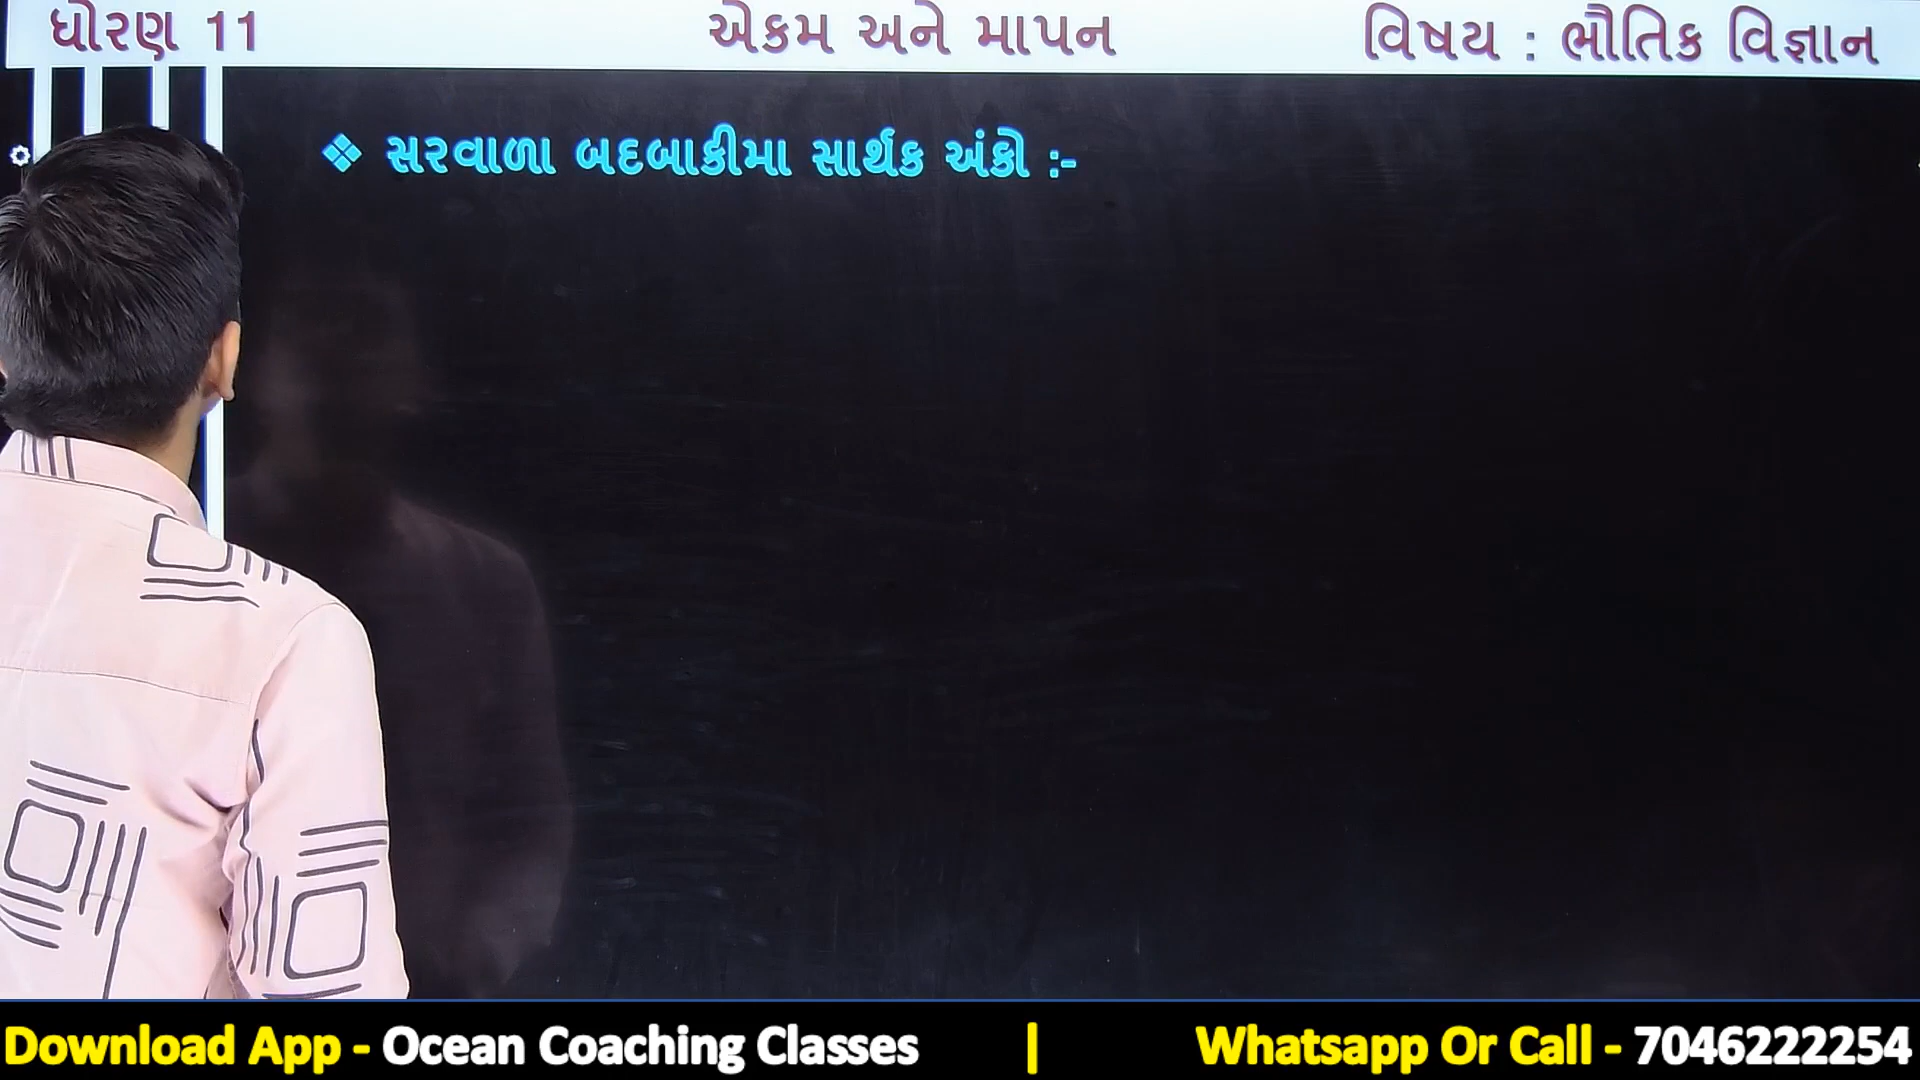 ધોરણ 11 એકમ અને માપન વિષય : ભૌતિક વિજ્ઞાન
❖ સરવાળા બદબાકીમા સાર્થક અંકો :-
Download App - Ocean Coaching Classes | Whatsapp Or Call - 7046222254